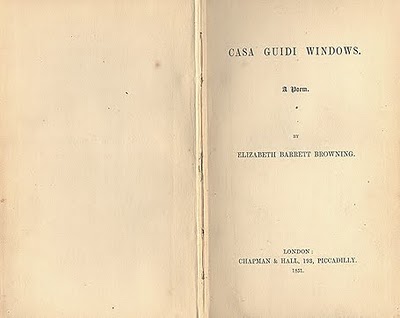 CASA GUIDI WINDOWS.
A Poem.
BY
ELIZABETH BARRETT BROWNING.
LONDON:
CHAPMAN & HALL, 193, PICCADILLY.
1851.